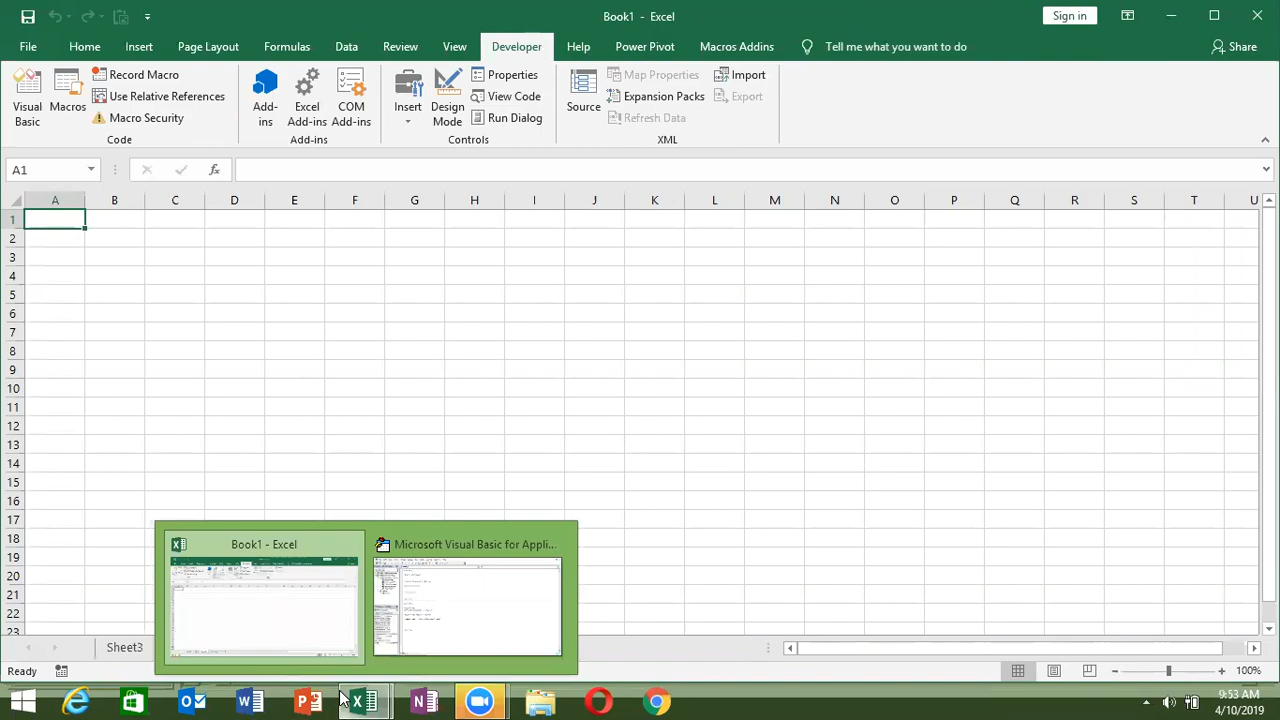 Book1 - Excel
Sign in
File Home Insert Page Layout Formulas Data Review View Developer Help Power Pivot Macros Addins Tell me what you want to do Share
Visual Basic
Macros
Record Macro
Use Relative References
Macro Security
Code
Add-ins
Excel Add-ins
COM Add-ins
Add-ins
Insert
Design Mode
Properties
View Code
Run Dialog
Controls
Source
Map Properties
Expansion Packs
Refresh Data
Import
Export
XML
A1
fx
A B C D E F G H I J K L M N O P Q R S T U
1
2
3
4
5
6
7
8
9
10
11
12
13
14
15
16
17
18
19
20
21
22
23
Book1 - Excel
Microsoft Visual Basic for Appli...
Sheet3
Ready
100%
9:53 AM
4/10/2019